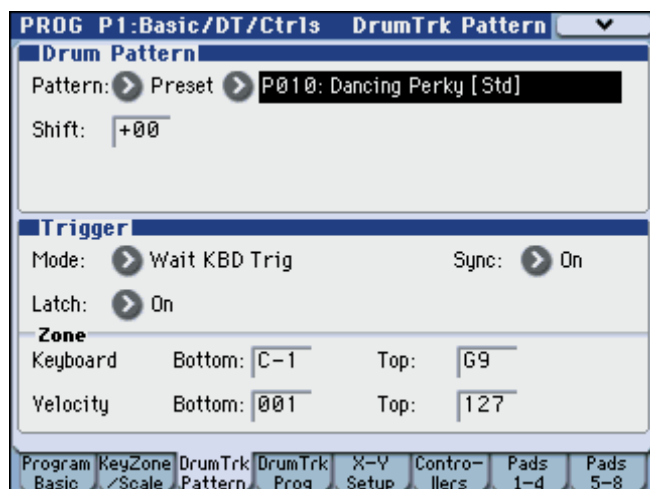 PROG P1:Basic/DT/Ctrls DrumTrk Pattern
Drum Pattern
Pattern: Preset P010: Dancing Perky [Std]
Shift: +00
Trigger
Mode: Wait KBD Trig Sync: On
Latch: On
Zone
Keyboard Bottom: C-1 Top: G9
Velocity Bottom: 001 Top: 127
Program KeyZone DrumTrk DrumTrk X-Y Contro- Pads Pads
Basic /Scale Pattern Prog Setup llers 1-4 5-8